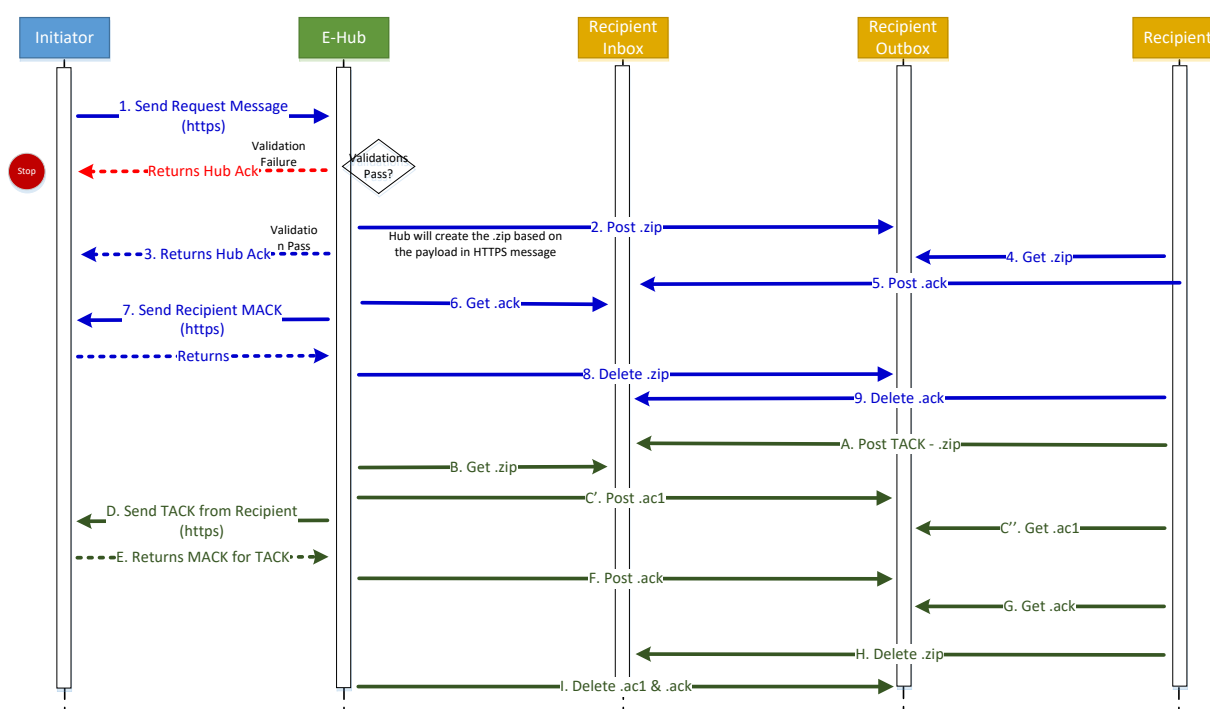 Initiator
E-Hub
Recipient
Inbox
Recipient
Outbox
Recipient
1. Send Request Message
(https)
Validation
Failure
Validations
Pass?
Stop
Returns Hub Ack
2. Post .zip
Validatio
n Pass
Hub will create the .zip based on
the payload in HTTPS message
3. Returns Hub Ack
4. Get .zip
5. Post .ack
6. Get .ack
7. Send Recipient MACK
(https)
Returns
8. Delete .zip
9. Delete .ack
A. Post TACK - .zip
B. Get .zip
C'. Post .ac1
D. Send TACK from Recipient
(https)
C''. Get .ac1
E. Returns MACK for TACK
F. Post .ack
G. Get .ack
H. Delete .zip
I. Delete .ac1 & .ack